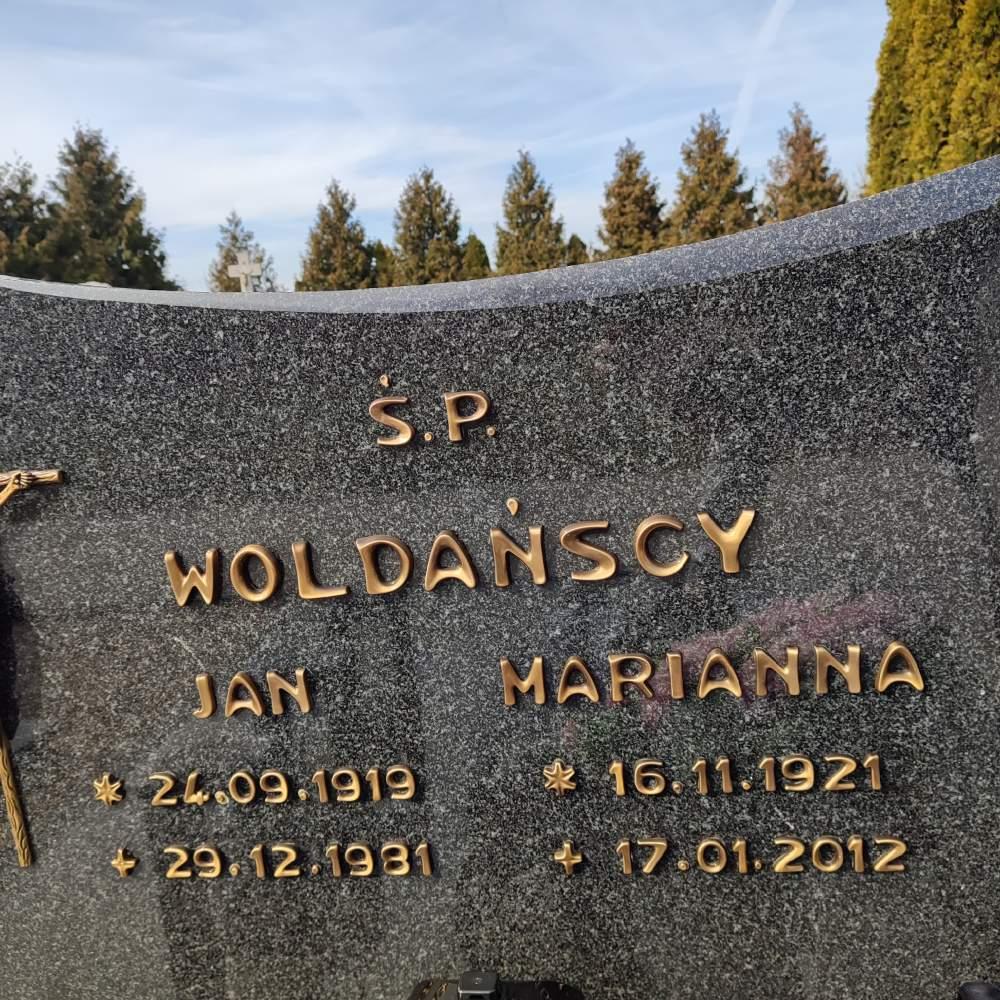 Ś.P.
WOLDAŃSCY
JAN MARIANNA
* 24.09.1919 * 16.11.1921
+ 29.12.1981 + 17.01.2012